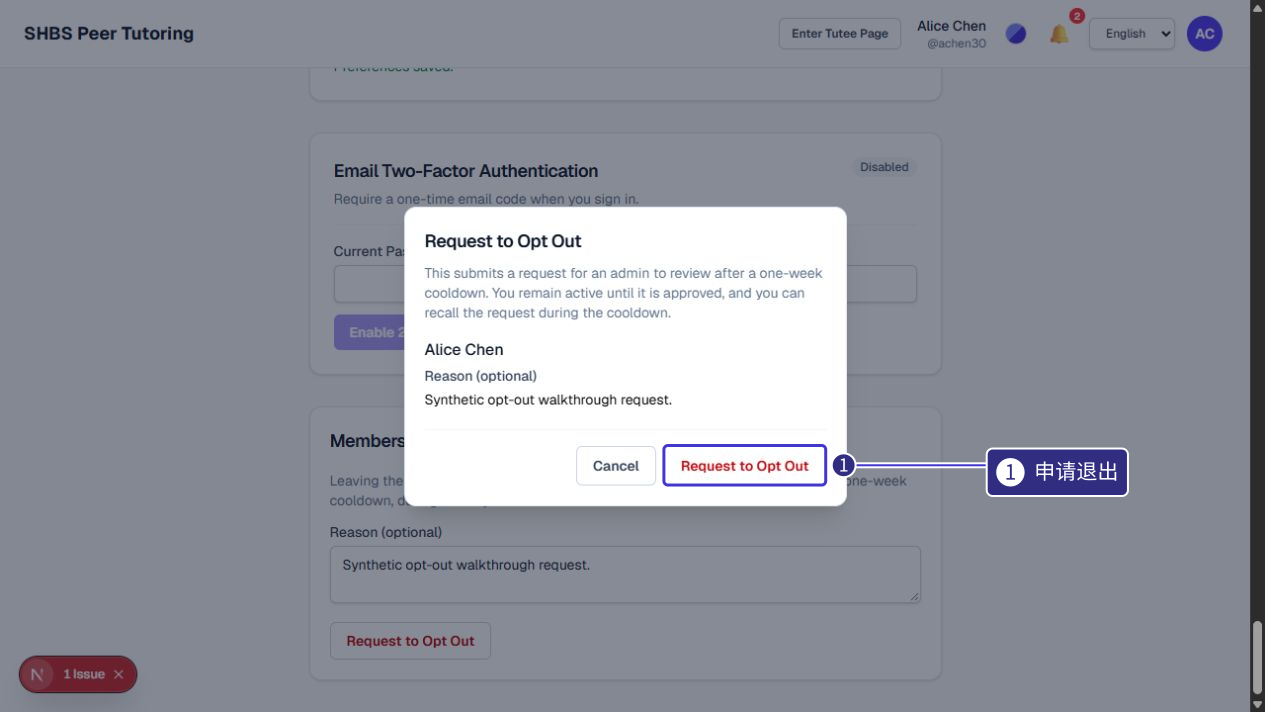 SHBS Peer Tutoring
Enter Tutee Page
Alice Chen
@achen30
2
English
AC
Preferences saved.
Email Two-Factor Authentication
Disabled
Require a one-time email code when you sign in.
Current Pas
Enable 2
Request to Opt Out
This submits a request for an admin to review after a one-week
cooldown. You remain active until it is approved, and you can
recall the request during the cooldown.
Alice Chen
Reason (optional)
Synthetic opt-out walkthrough request.
Cancel
Request to Opt Out
1
1 申请退出
Members
Leaving the
one-week
cooldown, d
Reason (optional)
Synthetic opt-out walkthrough request.
Request to Opt Out
N
1 Issue